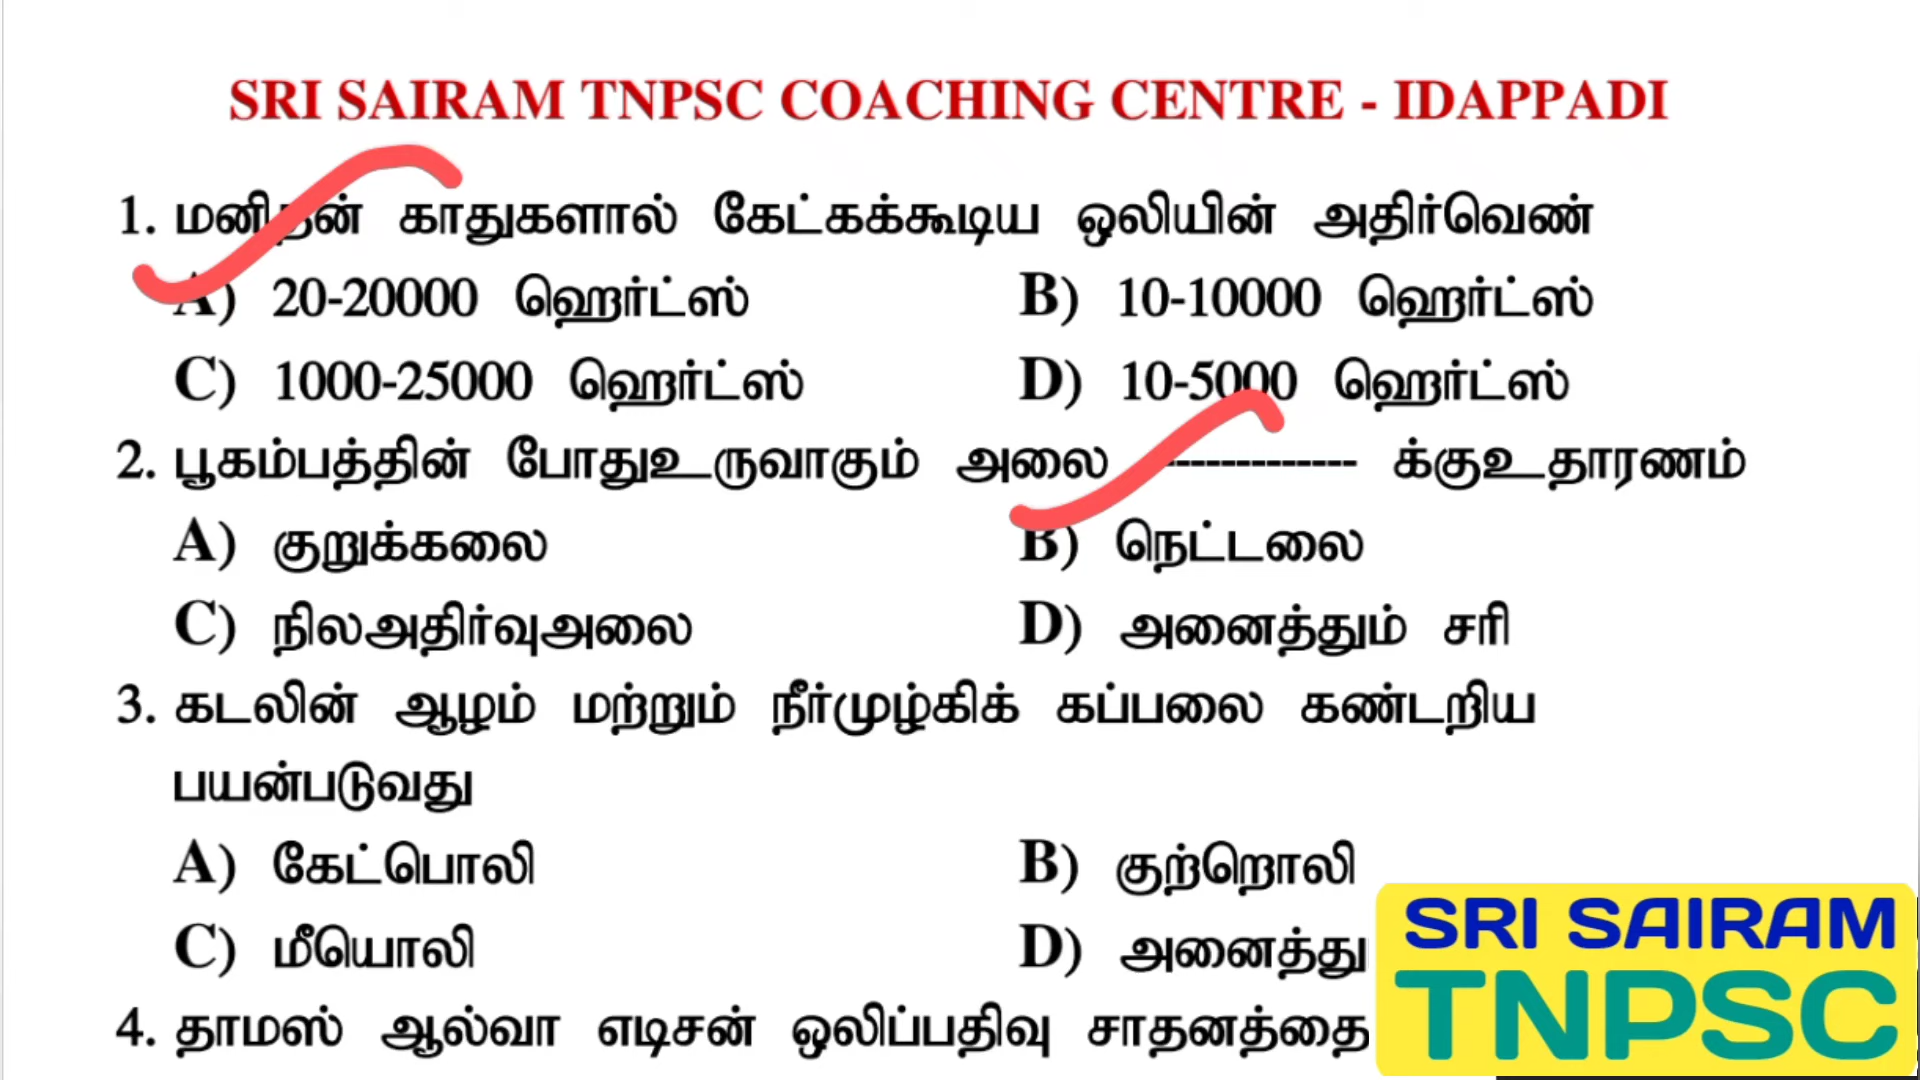 SRI SAIRAM TNPSC COACHING CENTRE - IDAPPADI
1. மனிதன் காதுகளால் கேட்கக்கூடிய ஒலியின் அதிர்வெண்
A) 20-20000 ஹெர்ட்ஸ் B) 10-10000 ஹெர்ட்ஸ்
C) 1000-25000 ஹெர்ட்ஸ் D) 10-5000 ஹெர்ட்ஸ்
2. பூகம்பத்தின் போதுஉருவாகும் அலை ------------- க்குஉதாரணம்
A) குறுக்கலை B) நெட்டலை
C) நிலஅதிர்வுஅலை D) அனைத்தும் சரி
3. கடலின் ஆழம் மற்றும் நீர்முழ்கிக் கப்பலை கண்டறிய
பயன்படுவது
A) கேட்பொலி B) குற்றொலி
C) மீயொலி D) அனைத்து
4. தாமஸ் ஆல்வா எடிசன் ஒலிப்பதிவு சாதனத்தை
SRI SAIRAM
TNPSC